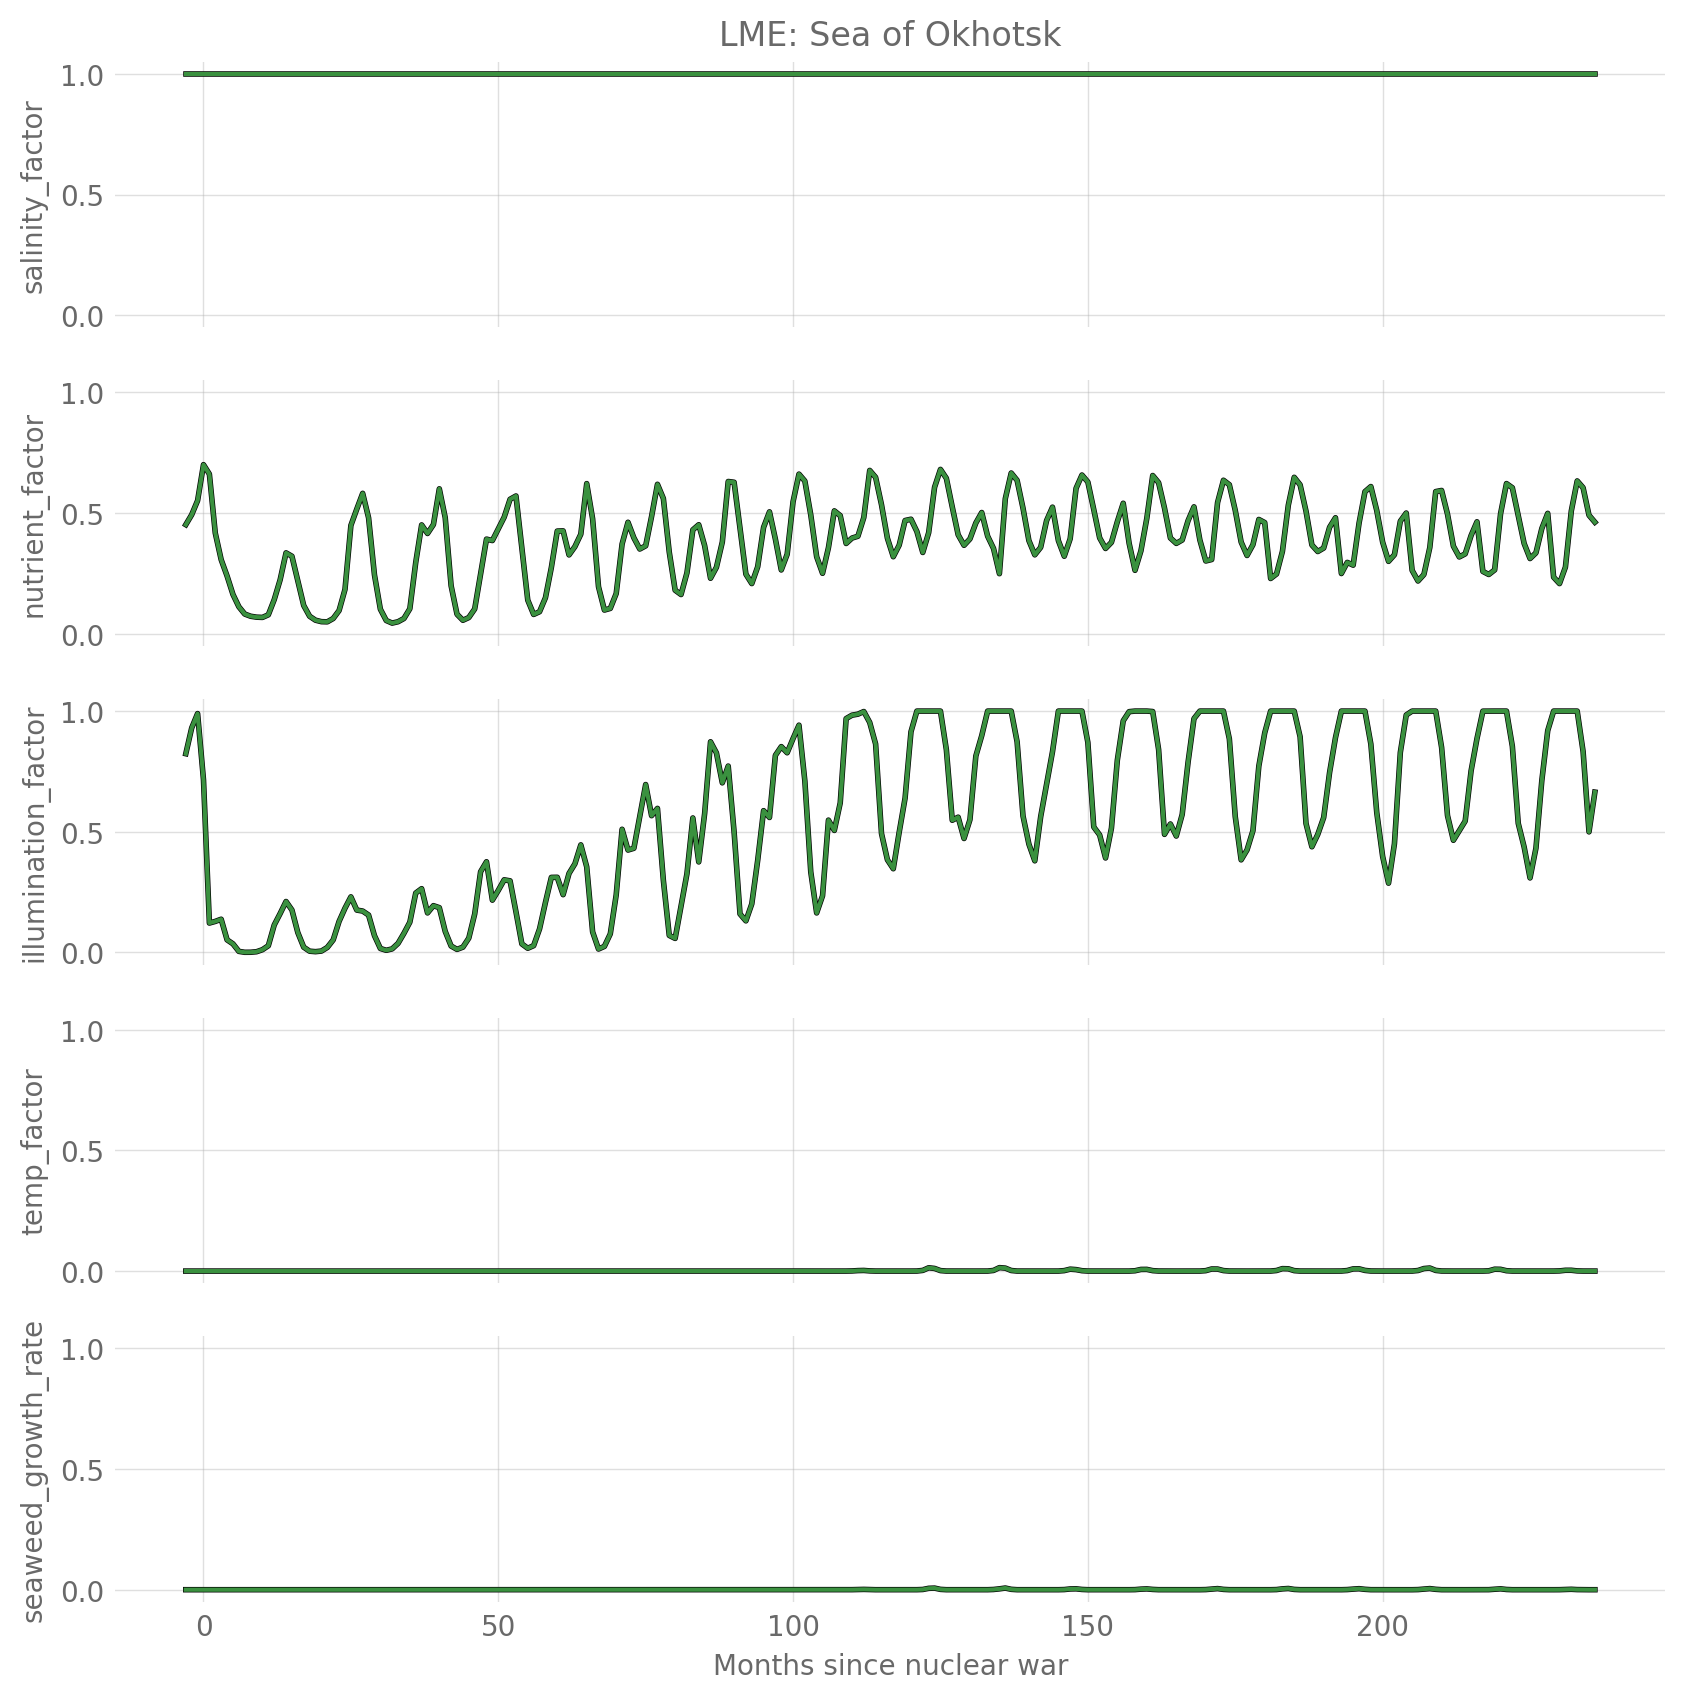 LME: Sea of Okhotsk
salinity_factor
1.0
0.5
0.0
nutrient_factor
1.0
0.5
0.0
illumination_factor
1.0
0.5
0.0
temp_factor
1.0
0.5
0.0
seaweed_growth_rate
1.0
0.5
0.0
0 50 100 150 200
Months since nuclear war